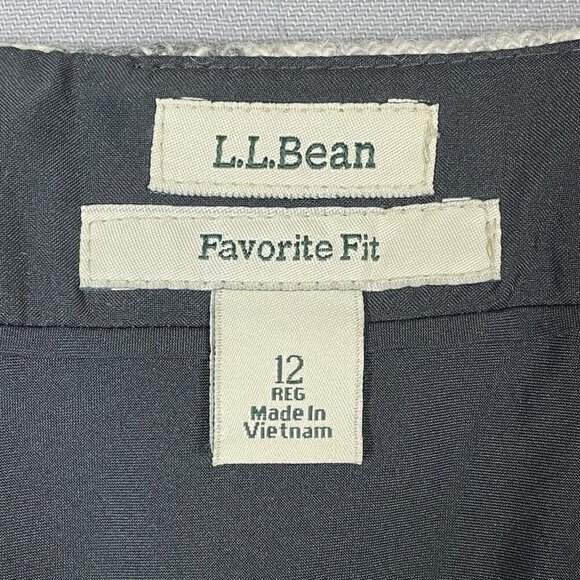 L.L.Bean
Favorite Fit
12
REG
Made In
Vietnam